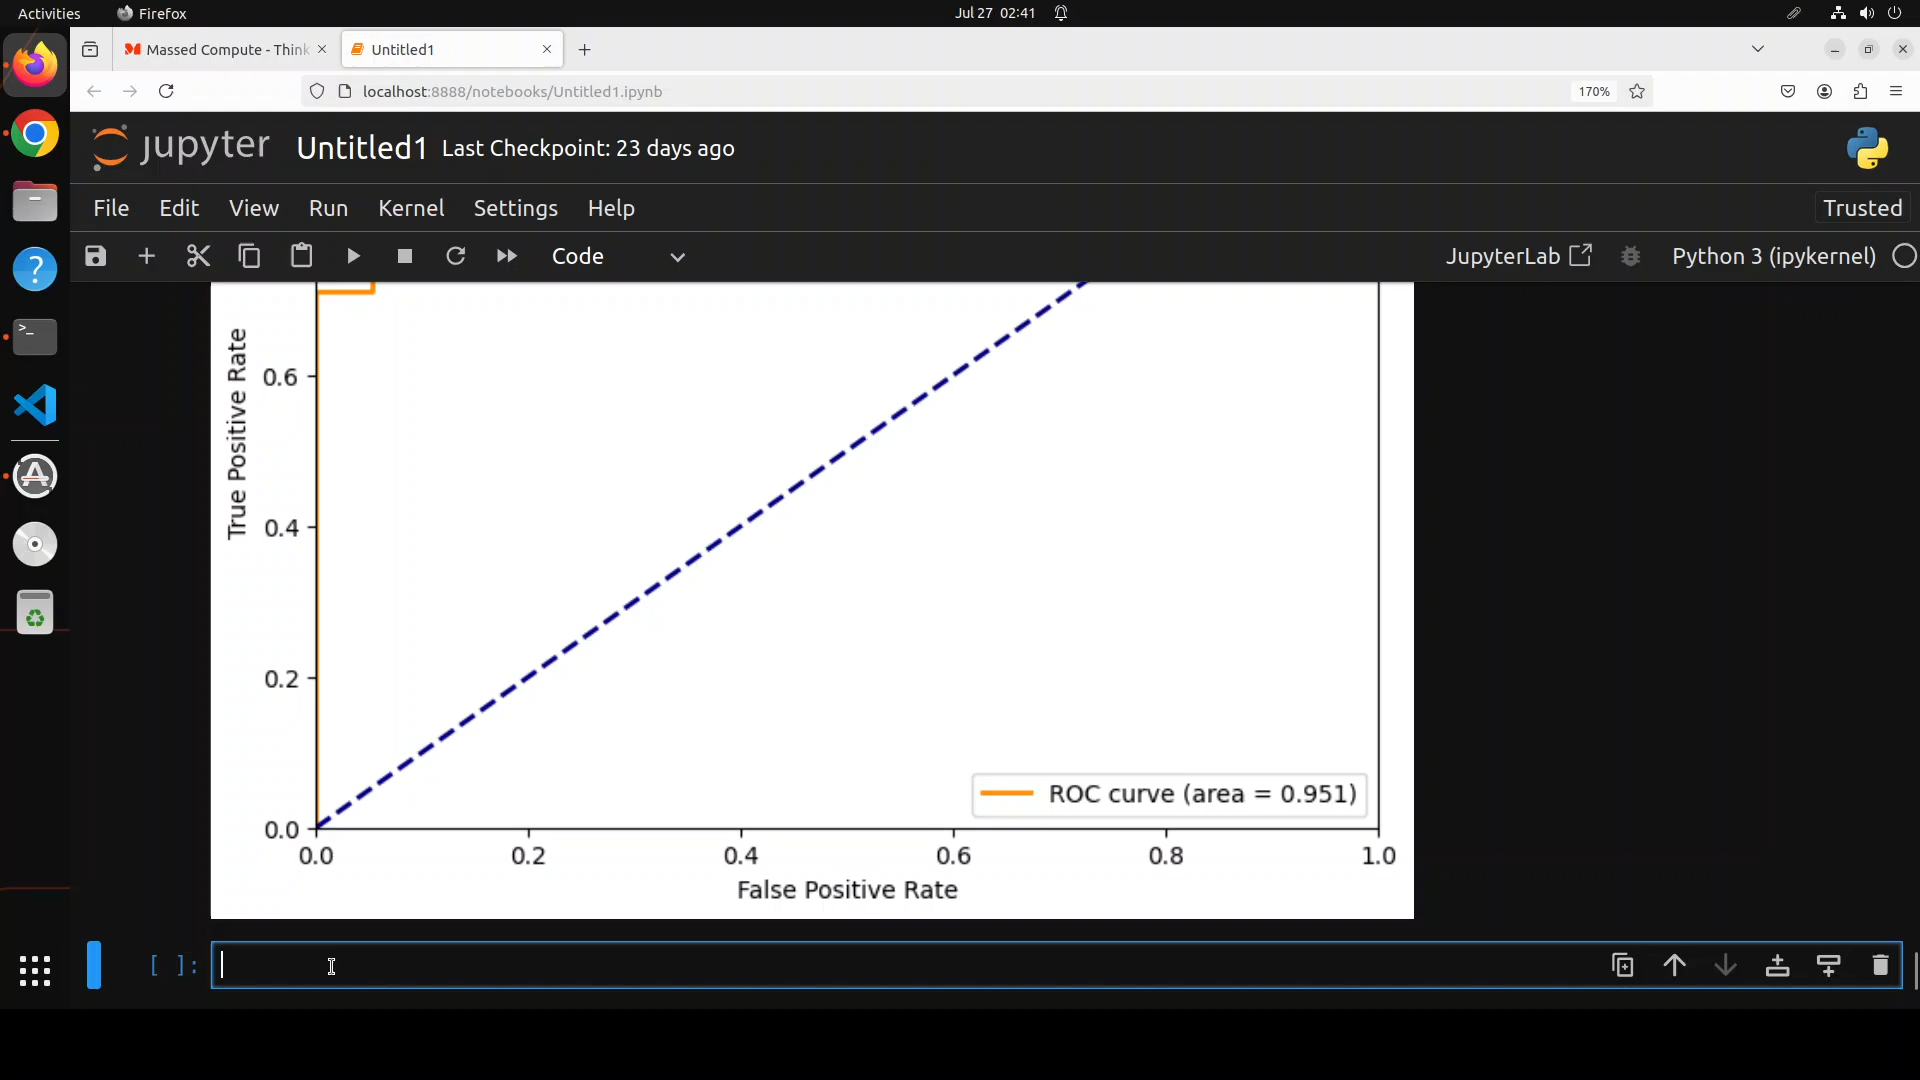 Activities Firefox Jul 27 02:41
Massed Compute - Think Untitled1
localhost:8888/notebooks/Untitled1.ipynb 170%
jupyter Untitled1 Last Checkpoint: 23 days ago
File Edit View Run Kernel Settings Help Trusted
Code JupyterLab Python 3 (ipykernel)
True Positive Rate
0.6
0.4
0.2
0.0
ROC curve (area = 0.951)
0.0 0.2 0.4 0.6 0.8 1.0
False Positive Rate
[ ]: